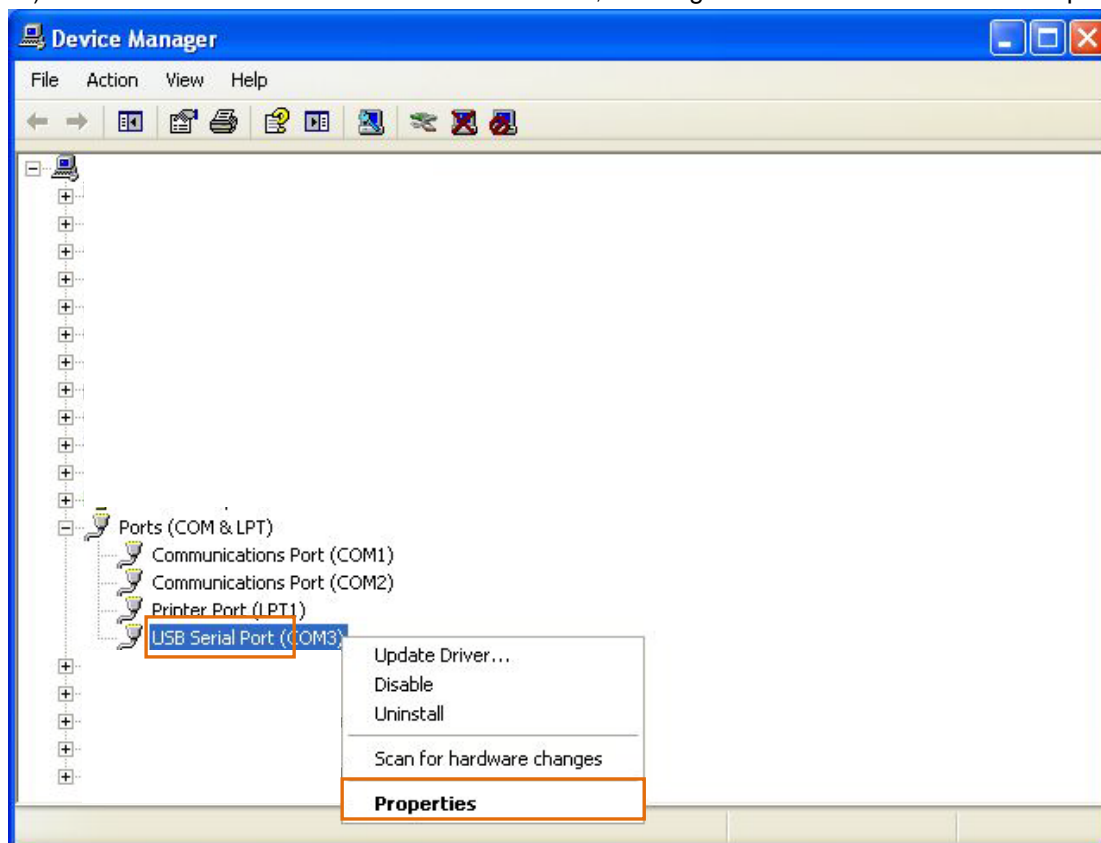 Device Manager
File Action View Help
Ports (COM & LPT)
Communications Port (COM1)
Communications Port (COM2)
Printer Port (LPT1)
USB Serial Port (COM3)
Update Driver...
Disable
Uninstall
Scan for hardware changes
Properties